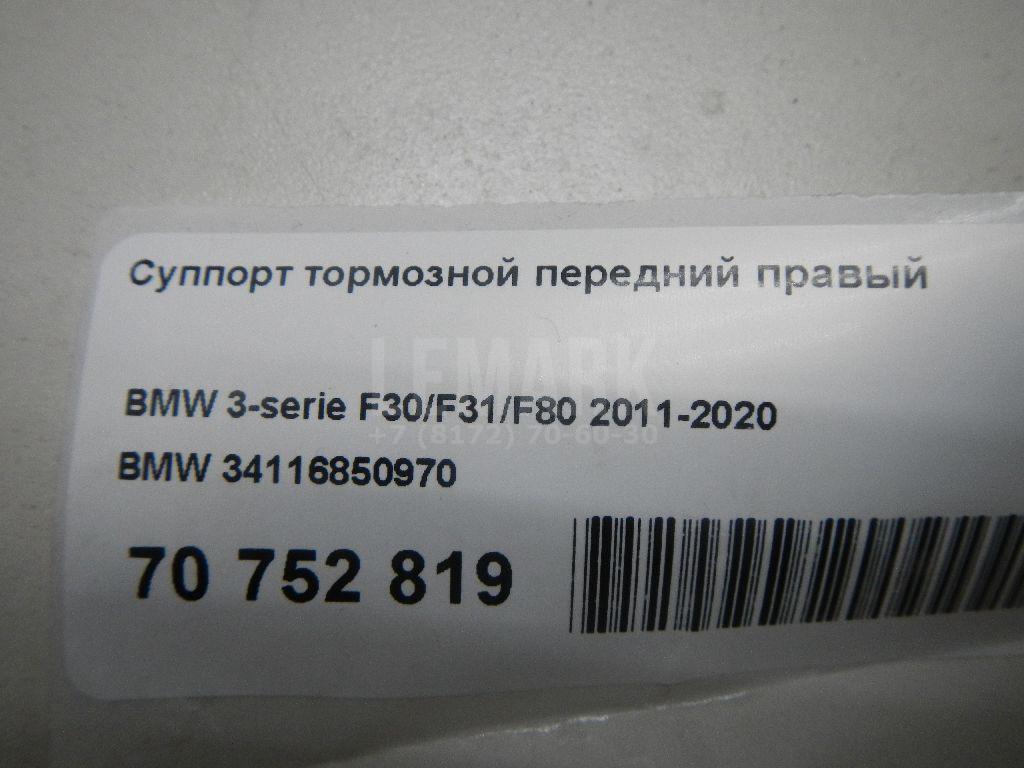 Суппорт тормозной передний правый
LEMARK
BMW 3-serie F30/F31/F80 2011-2020
+7 (8172) 70-60-30
BMW 34116850970
70 752 819